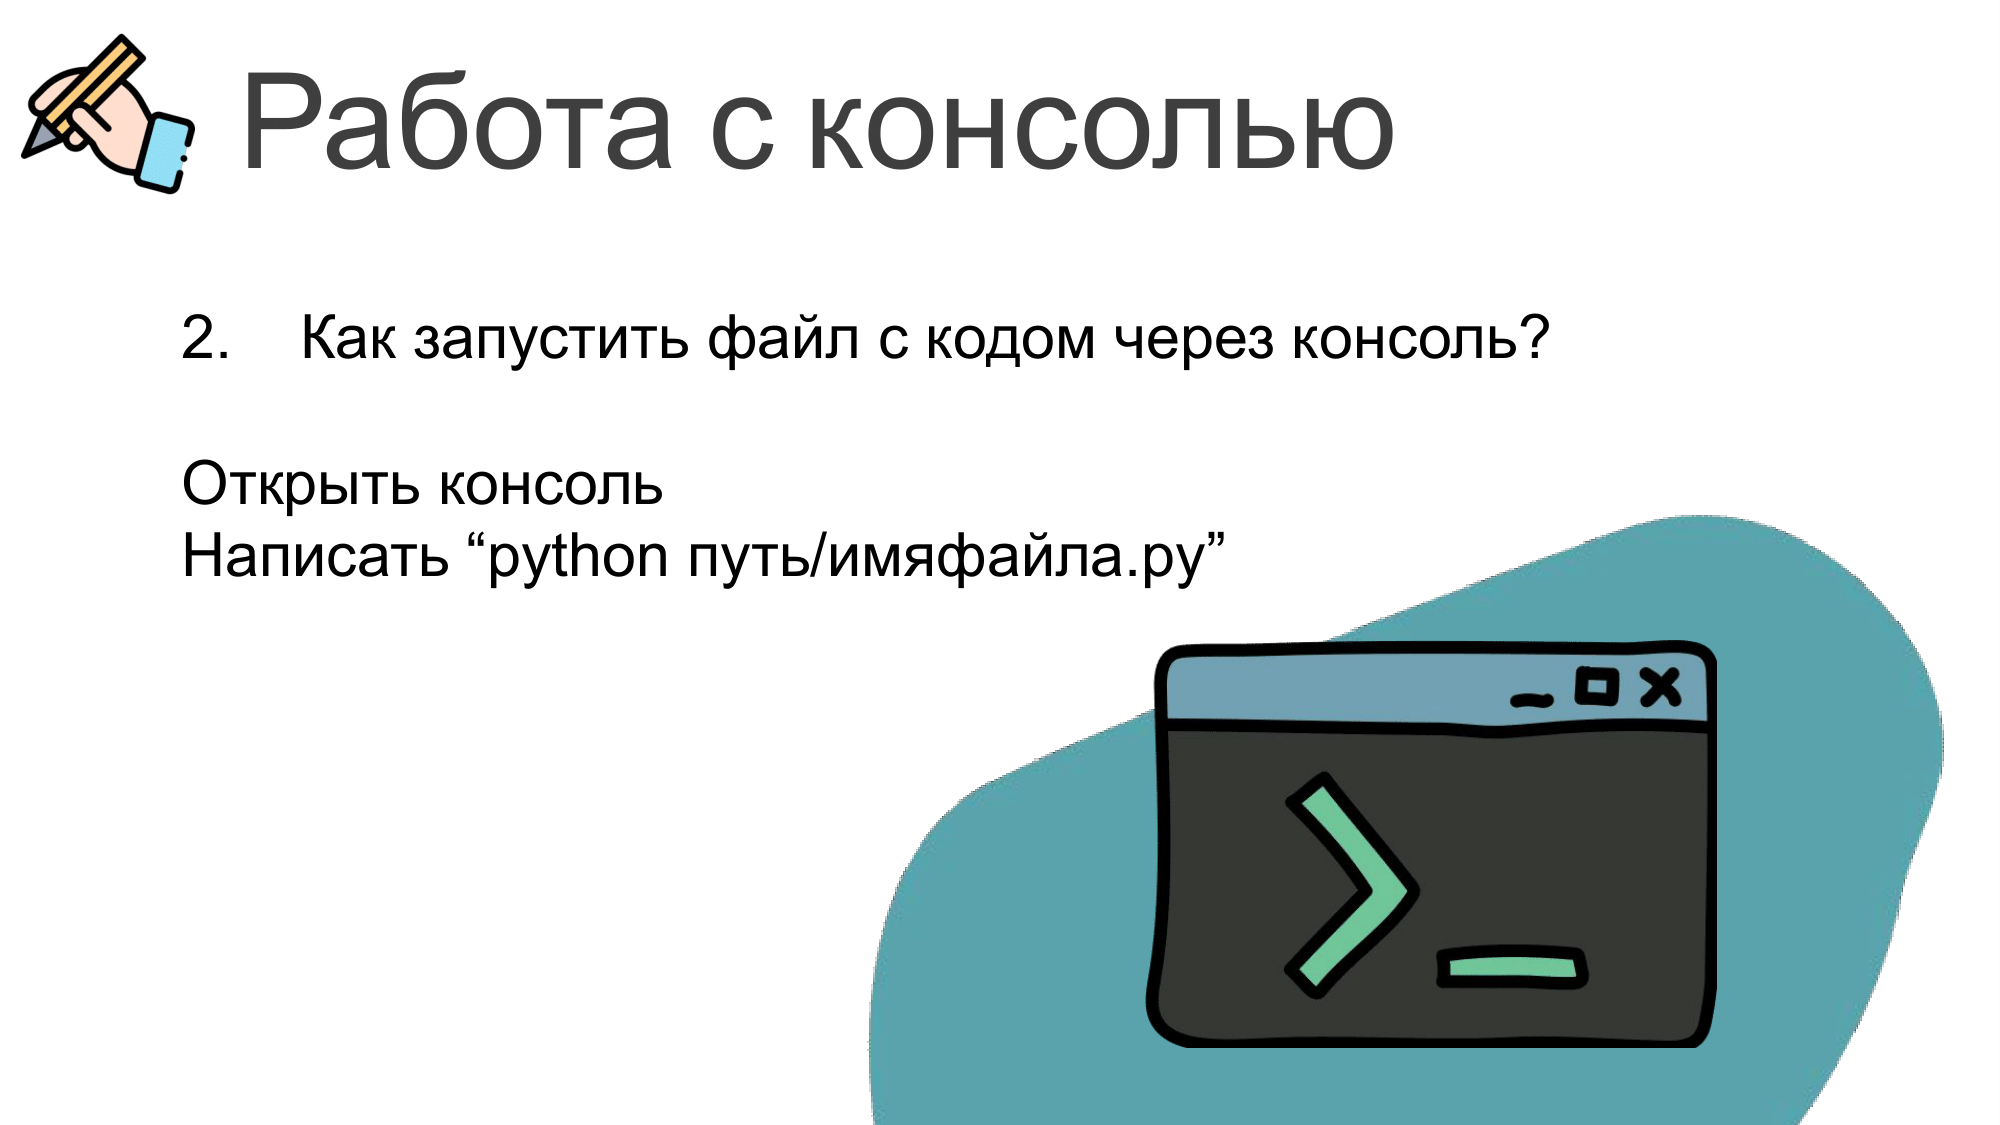 Работа с консолью
2. Как запустить файл с кодом через консоль?
Открыть консоль
Написать “python путь/имяфайла.py”